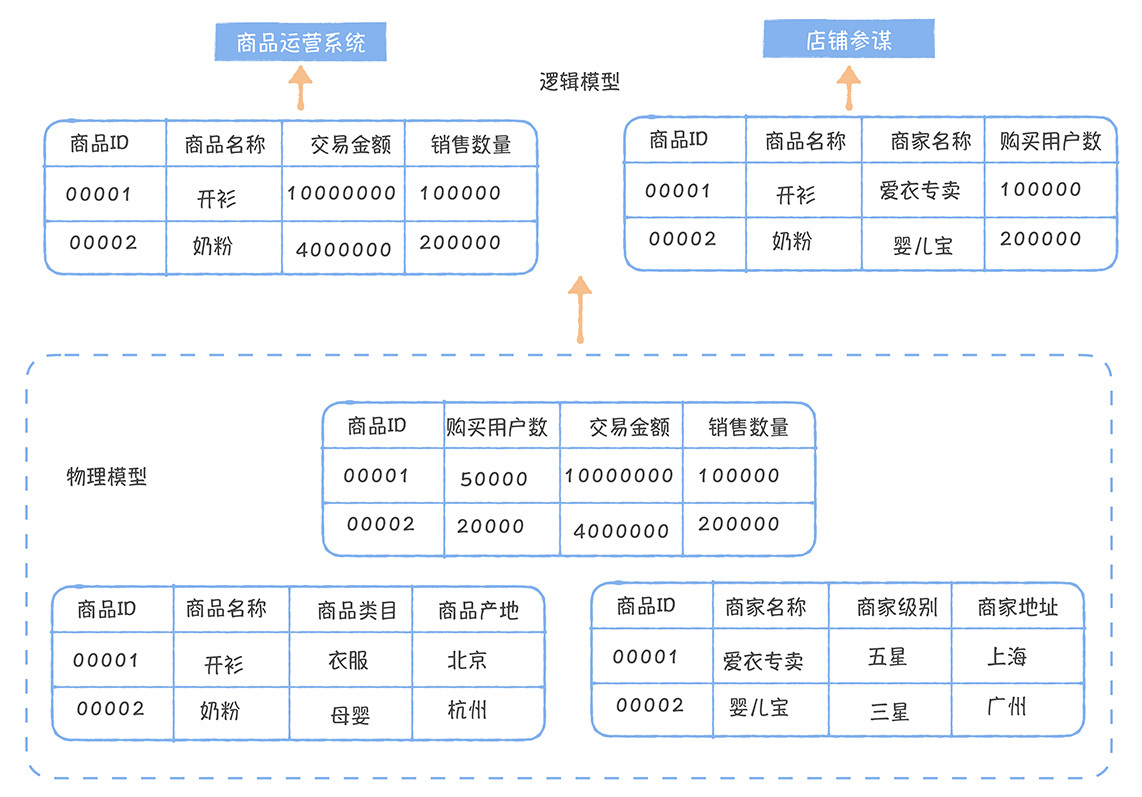 商品运营系统
店铺参谋
逻辑模型
商品ID 商品名称 交易金额 销售数量
00001 开衫 10000000 100000
00002 奶粉 4000000 200000
商品ID 商品名称 商家名称 购买用户数
00001 开衫 爱衣专卖 100000
00002 奶粉 婴儿宝 200000
物理模型
商品ID 购买用户数 交易金额 销售数量
00001 50000 10000000 100000
00002 20000 4000000 200000
商品ID 商品名称 商品类目 商品产地
00001 开衫 衣服 北京
00002 奶粉 母婴 杭州
商品ID 商家名称 商家级别 商家地址
00001 爱衣专卖 五星 上海
00002 婴儿宝 三星 广州